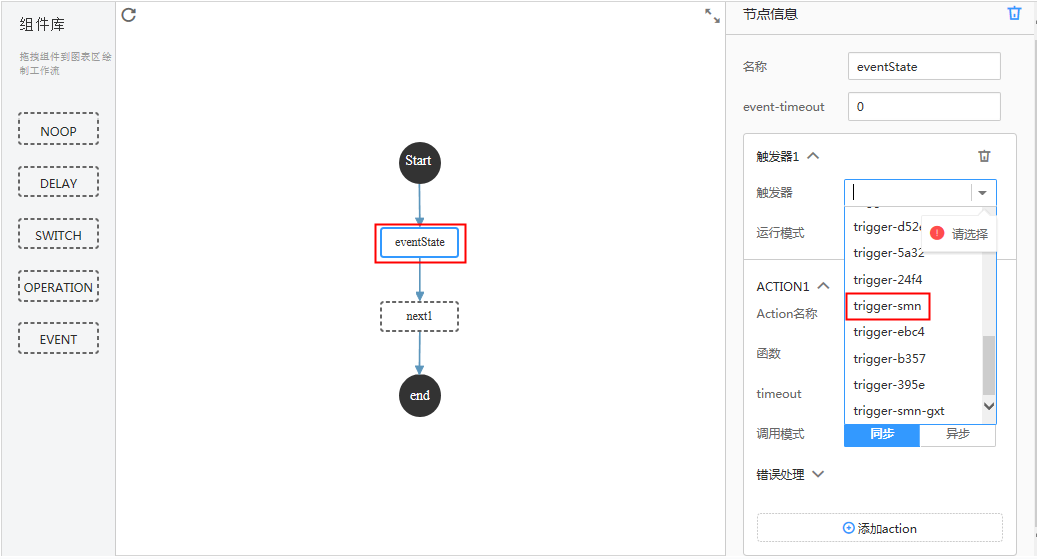 组件库
拖拽组件到图表区绘
制工作流
NOOP
DELAY
SWITCH
OPERATION
EVENT
Start
eventState
next1
end
节点信息
名称
eventState
event-timeout
0
触发器1
触发器
运行模式
trigger-d52
请选择
trigger-5a32
trigger-24f4
trigger-smn
trigger-ebc4
trigger-b357
trigger-395e
trigger-smn-gxt
ACTION1
Action名称
函数
timeout
调用模式
同步
异步
错误处理
添加action